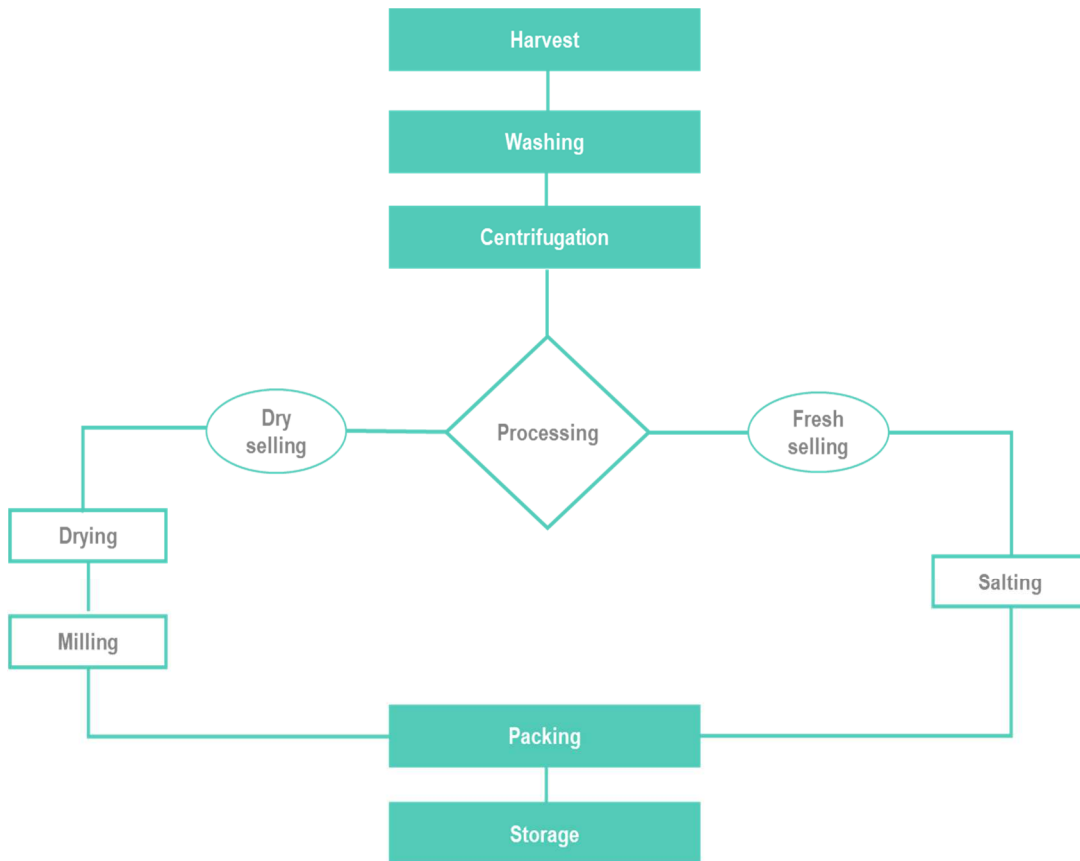 Harvest
Washing
Centrifugation
Dry
selling
Processing
Fresh
selling
Drying
Salting
Milling
Packing
Storage